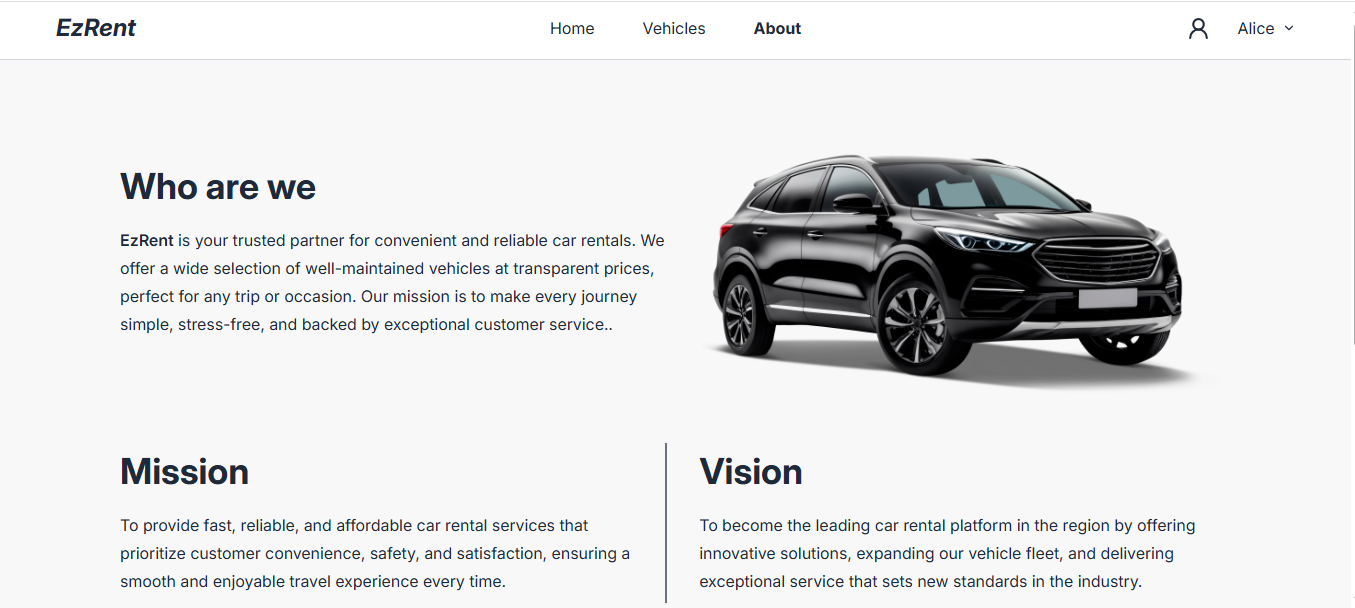 EzRent
Home
Vehicles
About
Alice
Who are we
EzRent is your trusted partner for convenient and reliable car rentals. We
offer a wide selection of well-maintained vehicles at transparent prices,
perfect for any trip or occasion. Our mission is to make every journey
simple, stress-free, and backed by exceptional customer service..
Mission
To provide fast, reliable, and affordable car rental services that
prioritize customer convenience, safety, and satisfaction, ensuring a
smooth and enjoyable travel experience every time.
Vision
To become the leading car rental platform in the region by offering
innovative solutions, expanding our vehicle fleet, and delivering
exceptional service that sets new standards in the industry.